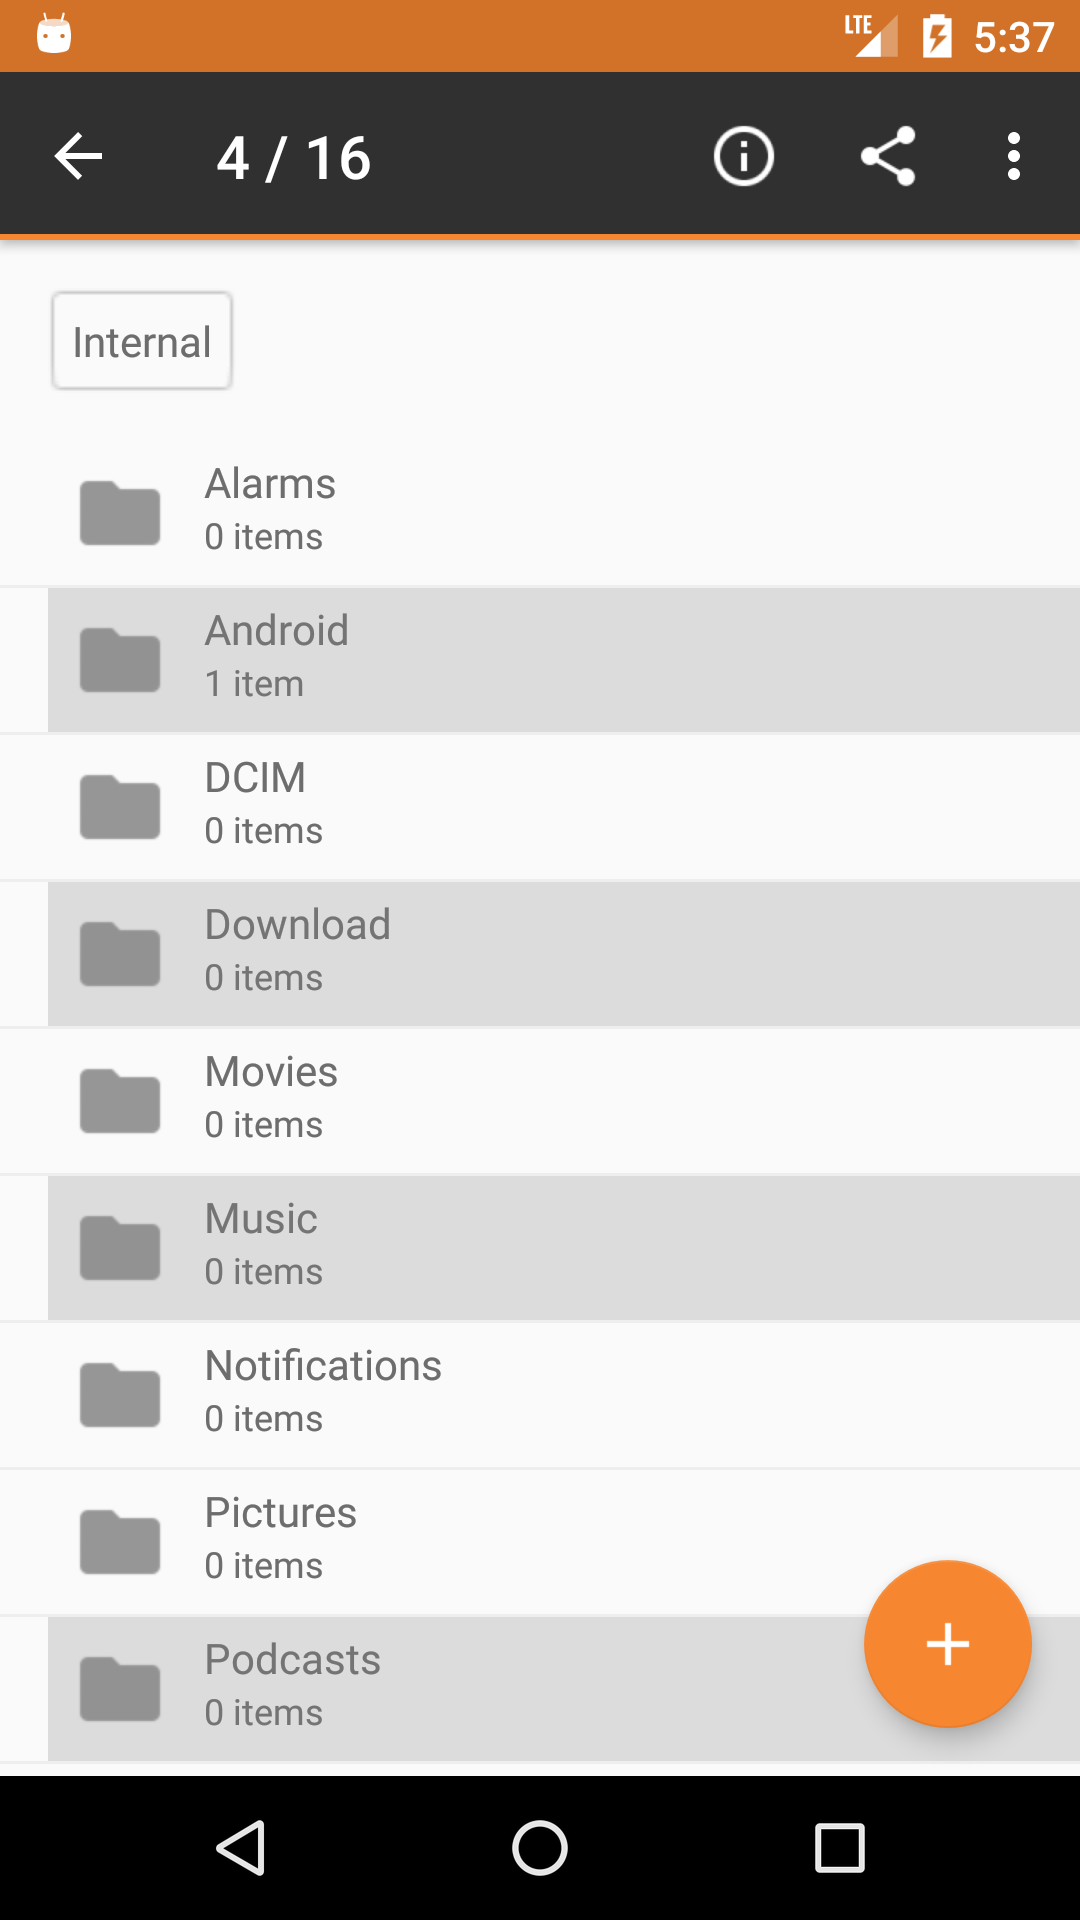 LTE 5:37
4 / 16
Internal
Alarms
0 items
Android
1 item
DCIM
0 items
Download
0 items
Movies
0 items
Music
0 items
Notifications
0 items
Pictures
0 items
Podcasts
0 items